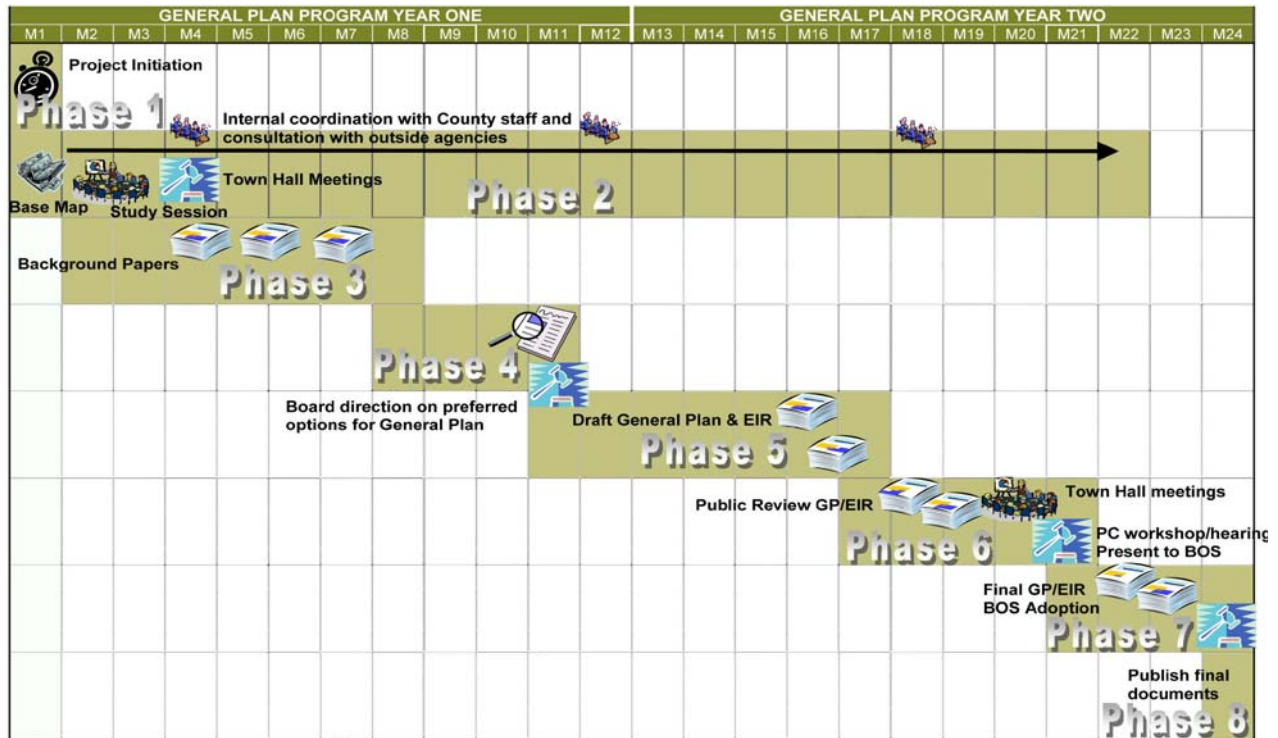 GENERAL PLAN PROGRAM YEAR ONE
GENERAL PLAN PROGRAM YEAR TWO
M1 M2 M3 M4 M5 M6 M7 M8 M9 M10 M11 M12 M13 M14 M15 M16 M17 M18 M19 M20 M21 M22 M23 M24
Project Initiation
Phase 1
Internal coordination with County staff and
consultation with outside agencies
Town Hall Meetings
Phase 2
Base Map
Study Session
Background Papers
Phase 3
Phase 4
Board direction on preferred
options for General Plan
Draft General Plan & EIR
Phase 5
Public Review GP/EIR
Town Hall meetings
Phase 6
PC workshop/hearing
Present to BOS
Final GP/EIR
BOS Adoption
Phase 7
Publish final
documents
Phase 8